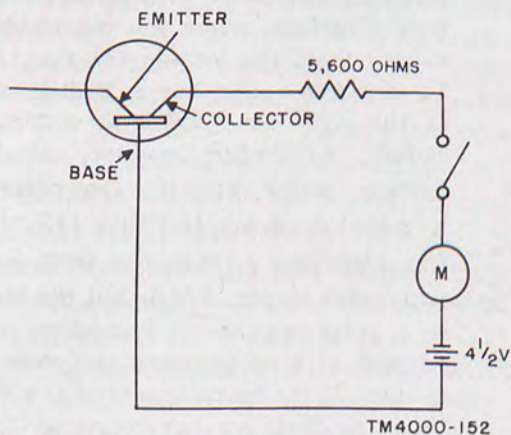 EMITTER
5,600 OHMS
COLLECTOR
BASE
M
4½V
TM4000-152